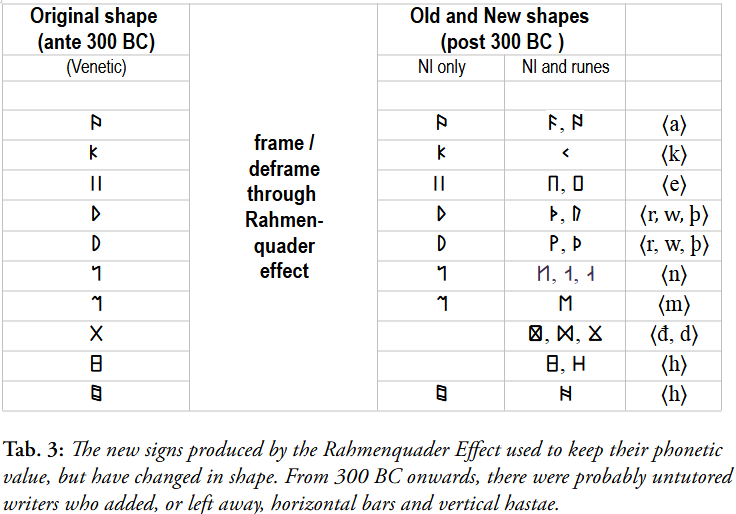 Original shape (ante 300 BC) Old and New shapes (post 300 BC )
(Venetic) NI only NI and runes
frame / deframe through Rahmen-quader effect
⟨a⟩
⟨k⟩
⟨e⟩
⟨r, w, þ⟩
⟨r, w, þ⟩
⟨n⟩
⟨m⟩
⟨đ, d⟩
⟨h⟩
⟨h⟩
Tab. 3: The new signs produced by the Rahmenquader Effect used to keep their phonetic
value, but have changed in shape. From 300 BC onwards, there were probably untutored
writers who added, or left away, horizontal bars and vertical hastae.